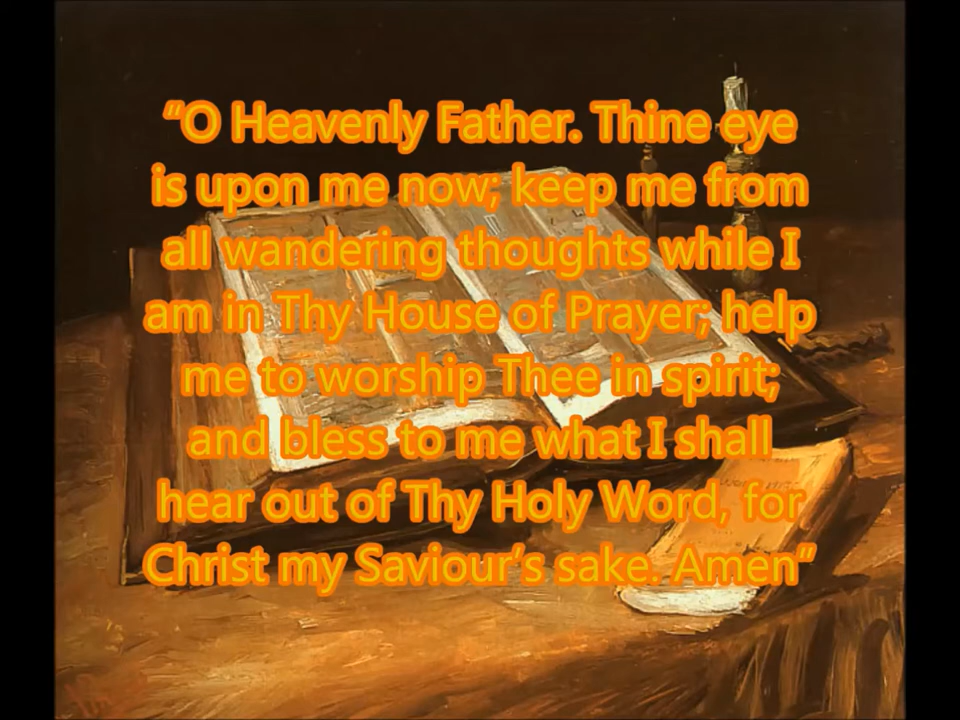 “O Heavenly Father. Thine eye
is upon me now; keep me from
all wandering thoughts while I
am in Thy House of Prayer; help
me to worship Thee in spirit;
and bless to me what I shall
hear out of Thy Holy Word, for
Christ my Saviour’s sake. Amen”